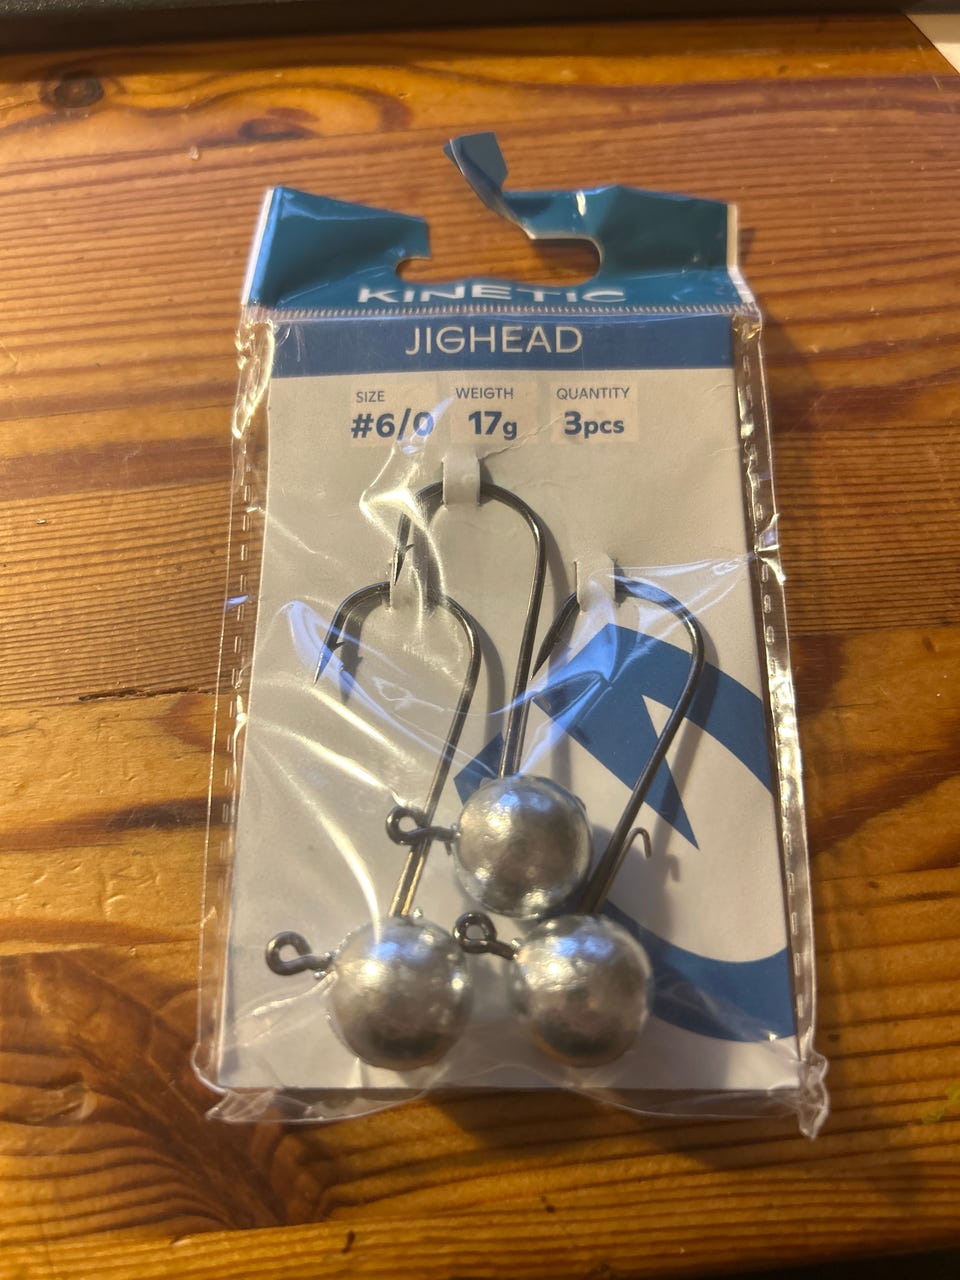 KINETIC
JIGHEAD
SIZE WEIGTH QUANTITY
#6/0 17g 3pcs